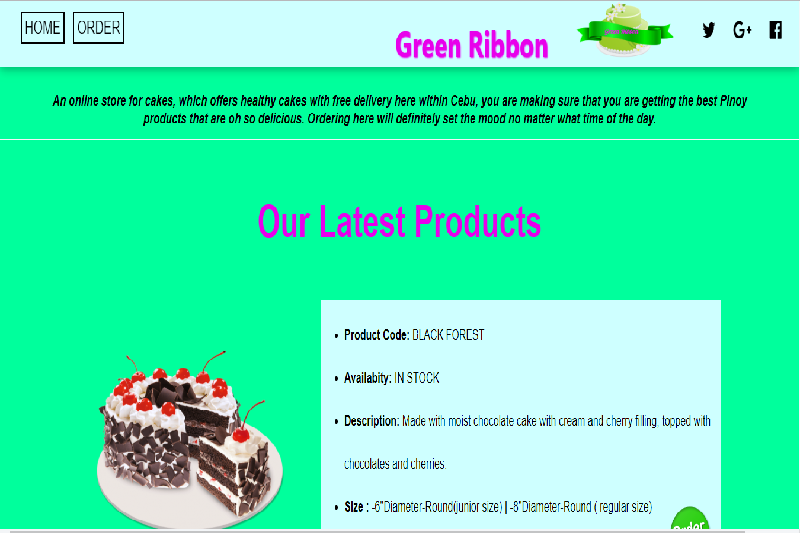 HOME ORDER
Green Ribbon
An online store for cakes, which offers healthy cakes with free delivery here within Cebu, you are making sure that you are getting the best Pinoy
products that are oh so delicious. Ordering here will definitely set the mood no matter what time of the day.
Our Latest Products
Product Code: BLACK FOREST
Availabity: IN STOCK
Description: Made with moist chocolate cake with cream and cherry filling, topped with
chocolates and cherries.
Size : -6"Diameter-Round(junior size) | -8"Diameter-Round ( regular size)
Order